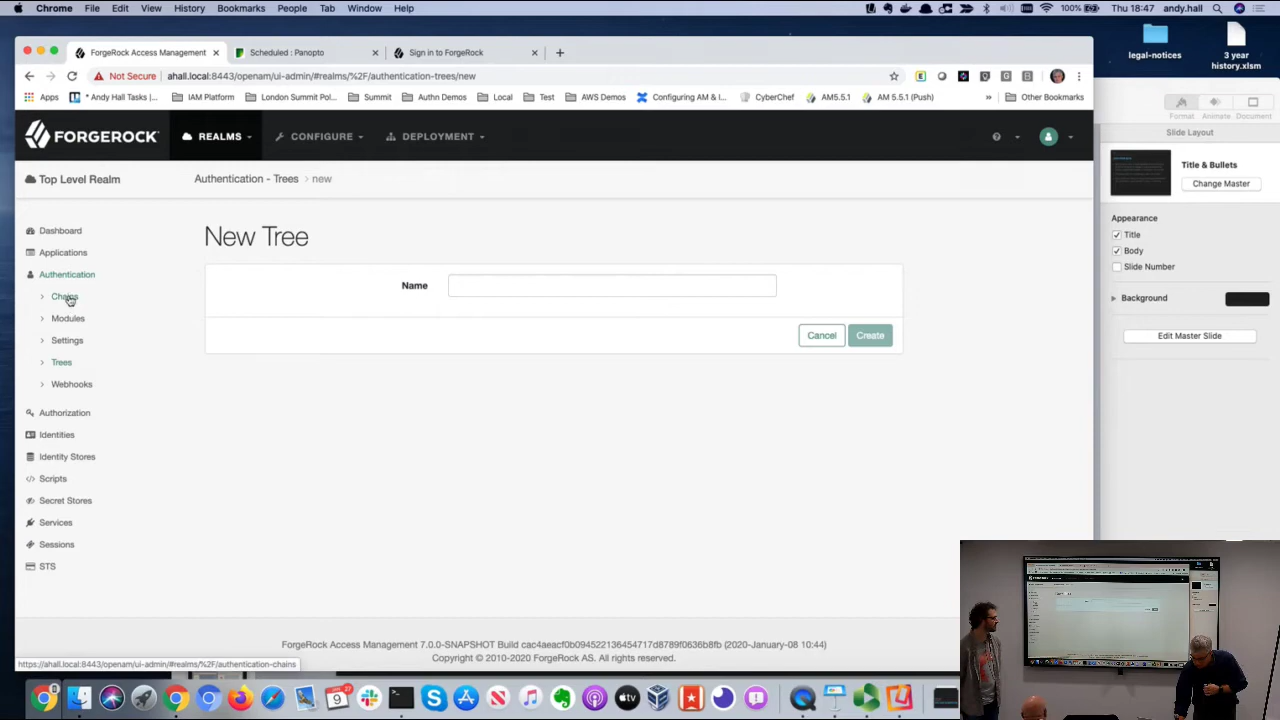 Chrome File Edit View History Bookmarks People Tab Window Help
100% Thu 18:47 andy.hall
legal-notices
3 year
history.xlsm
ForgeRock Access Management
Scheduled : Panopto
Sign in to ForgeRock
Not Secure ahall.local:8443/openam/ui-admin/#realms/%2F/authentication-trees/new
Apps * Andy Hall Tasks |... IAM Platform London Summit Pol... Summit Authn Demos Local Test AWS Demos Configuring AM & I... CyberChef AM5.5.1 AM 5.5.1 (Push) » Other Bookmarks
Format Animate Document
FORGEROCK REALMS CONFIGURE DEPLOYMENT
Slide Layout
Title & Bullets
Change Master
Top Level Realm
Authentication - Trees > new
Dashboard
Applications
Authentication
Chains
Modules
Settings
Trees
Webhooks
Authorization
Identities
Identity Stores
Scripts
Secret Stores
Services
Sessions
STS
New Tree
Name
Cancel Create
Appearance
Title
Body
Slide Number
Background
Edit Master Slide
ForgeRock Access Management 7.0.0-SNAPSHOT Build cac4aeacf0b094522136454717d8789f0636b8fb (2020-January-08 10:44)
Copyright © 2010-2020 ForgeRock AS. All rights reserved.
https://ahall.local:8443/openam/ui-admin/#realms/%2F/authentication-chains